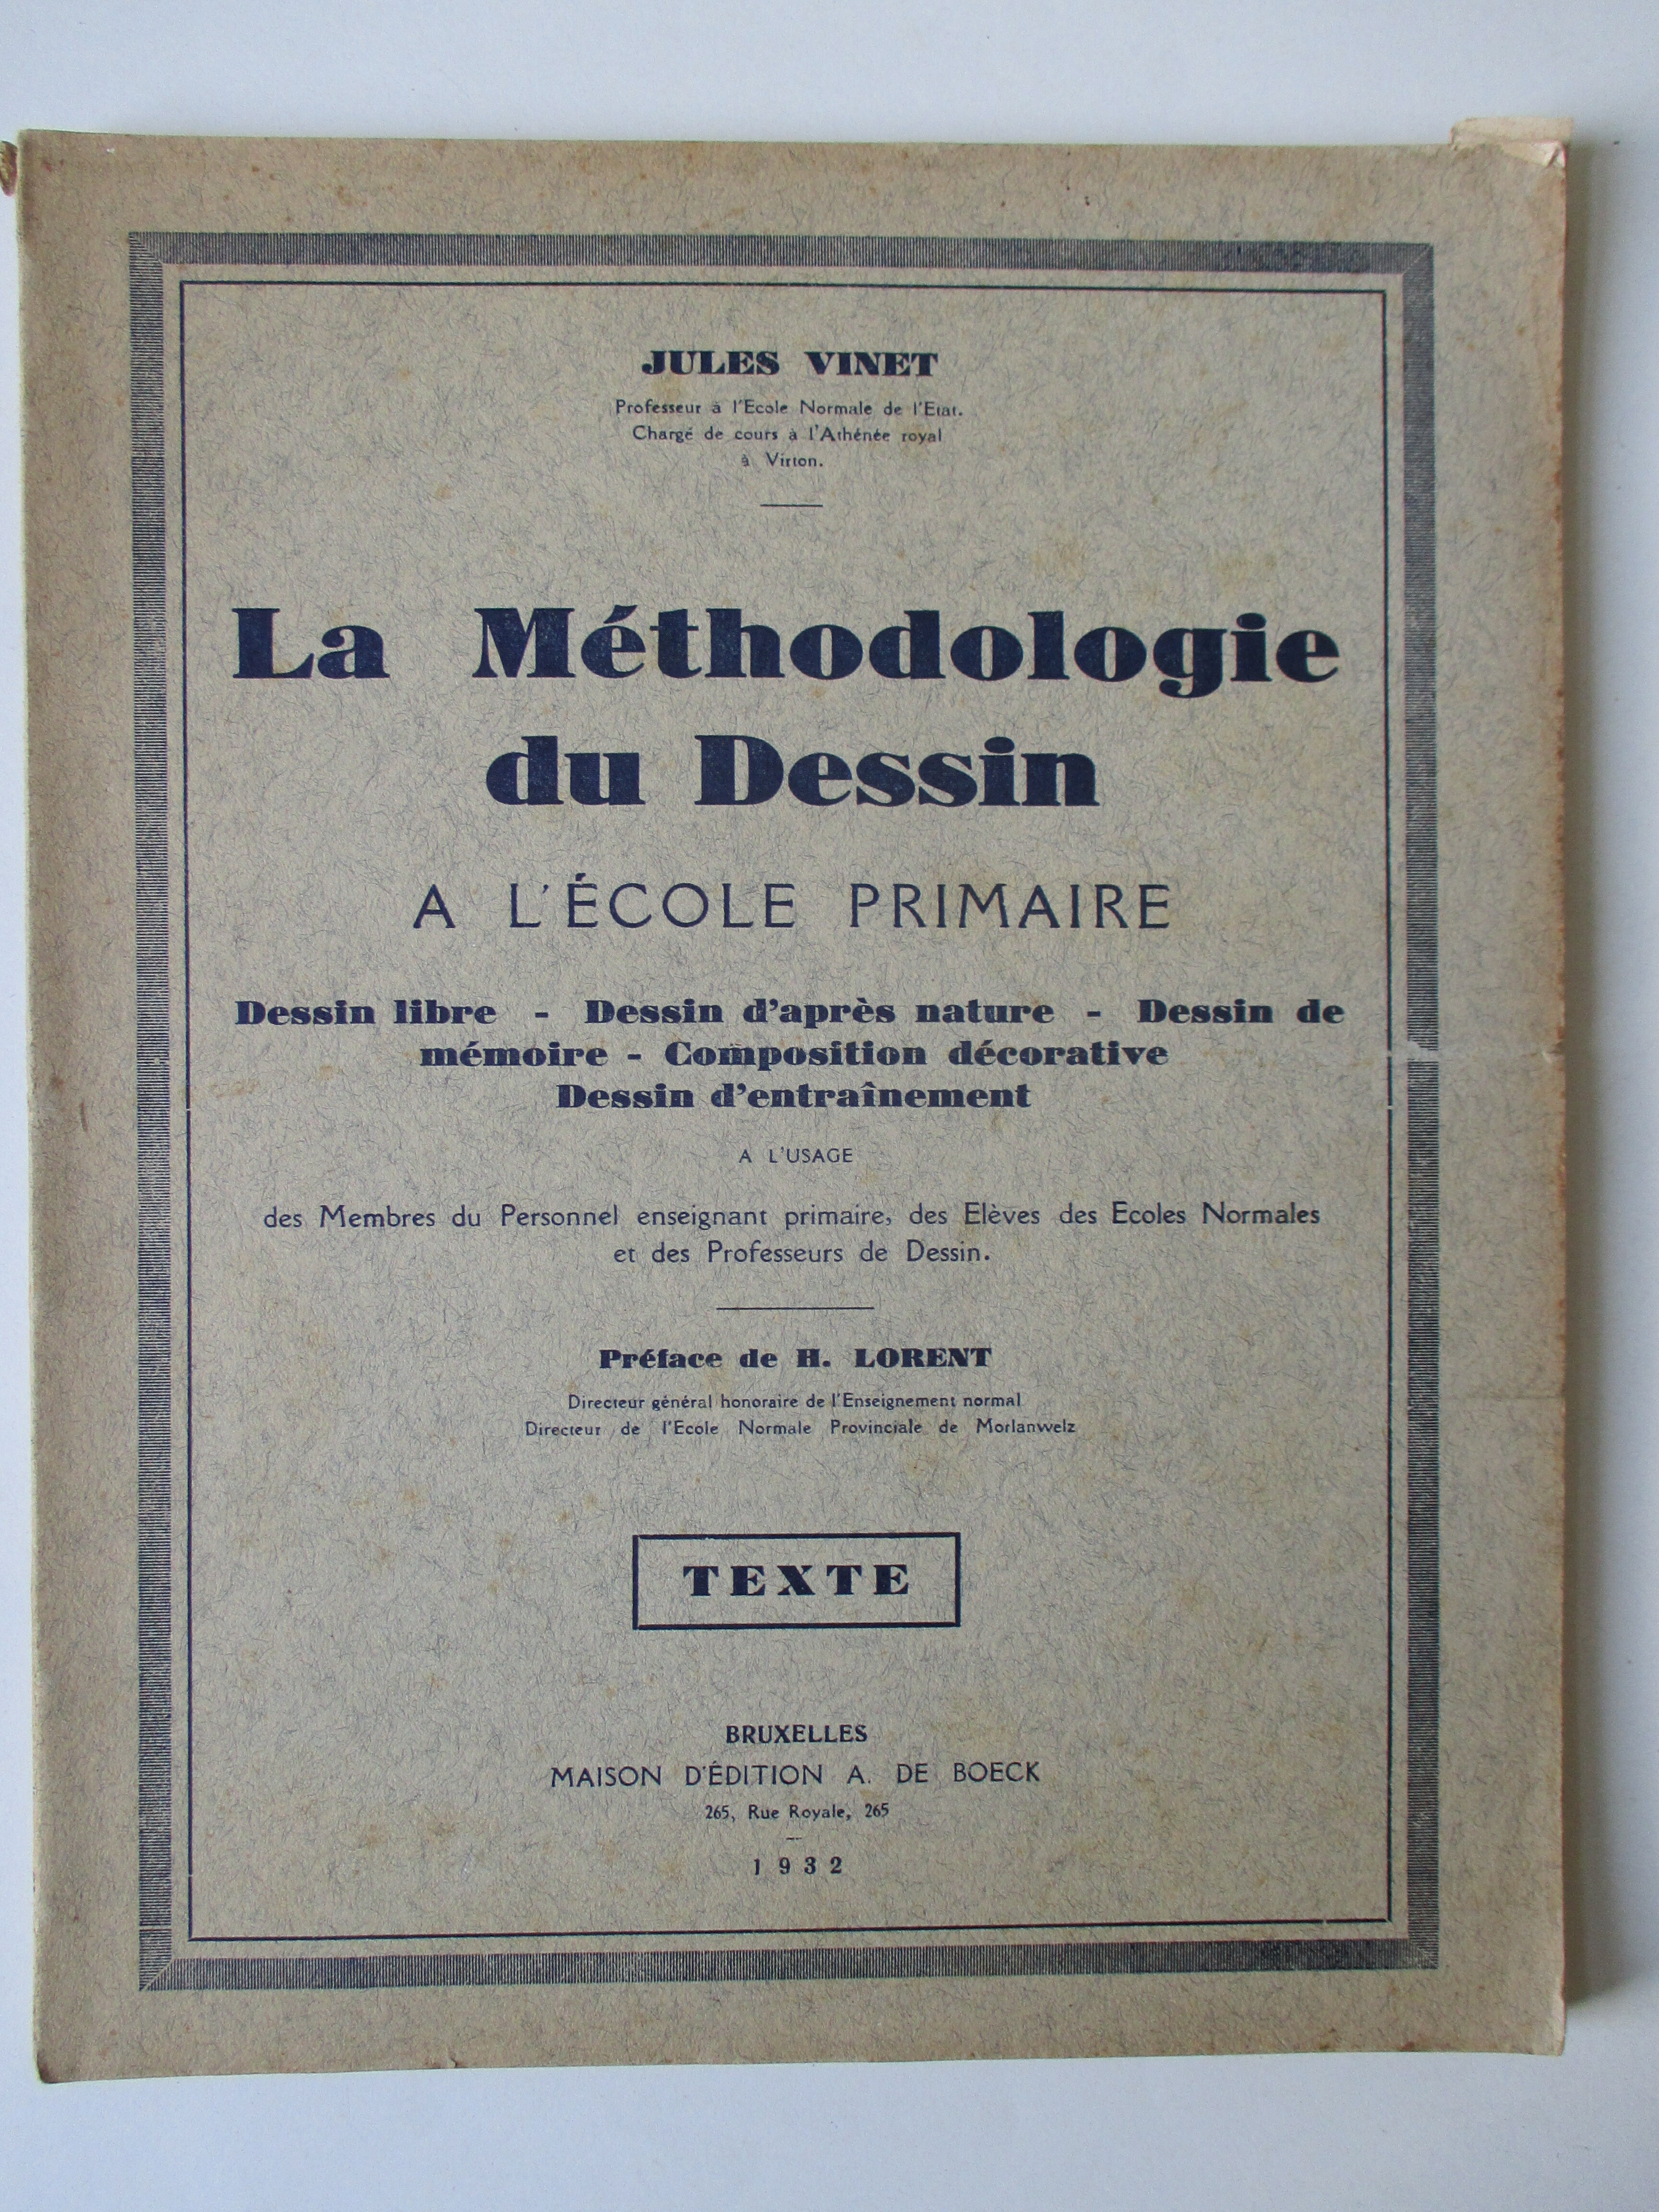 JULES VINET
Professeur à l'Ecole Normale de l'Etat.
Chargé de cours à l'Athénée royal
à Virton.
La Méthodologie
du Dessin
A L'ÉCOLE PRIMAIRE
Dessin libre - Dessin d'après nature - Dessin de
mémoire - Composition décorative
Dessin d'entraînement
A L'USAGE
des Membres du Personnel enseignant primaire, des Elèves des Ecoles Normales
et des Professeurs de Dessin.
Préface de H. LORENT
Directeur général honoraire de l'Enseignement normal
Directeur de l'Ecole Normale Provinciale de Morlanwelz
TEXTE
BRUXELLES
MAISON D'ÉDITION A. DE BOECK
265, Rue Royale, 265
1932